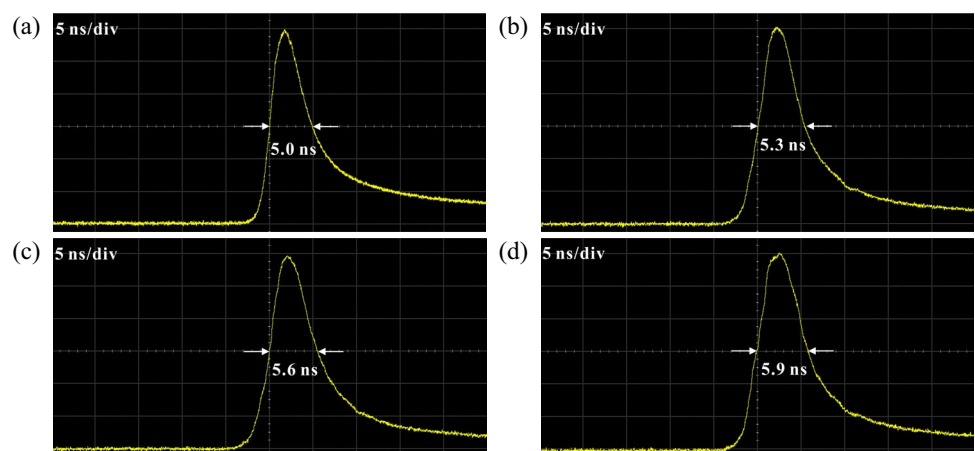 (a)
5 ns/div
5.0 ns
(b)
5 ns/div
5.3 ns
(c)
5 ns/div
5.6 ns
(d)
5 ns/div
5.9 ns